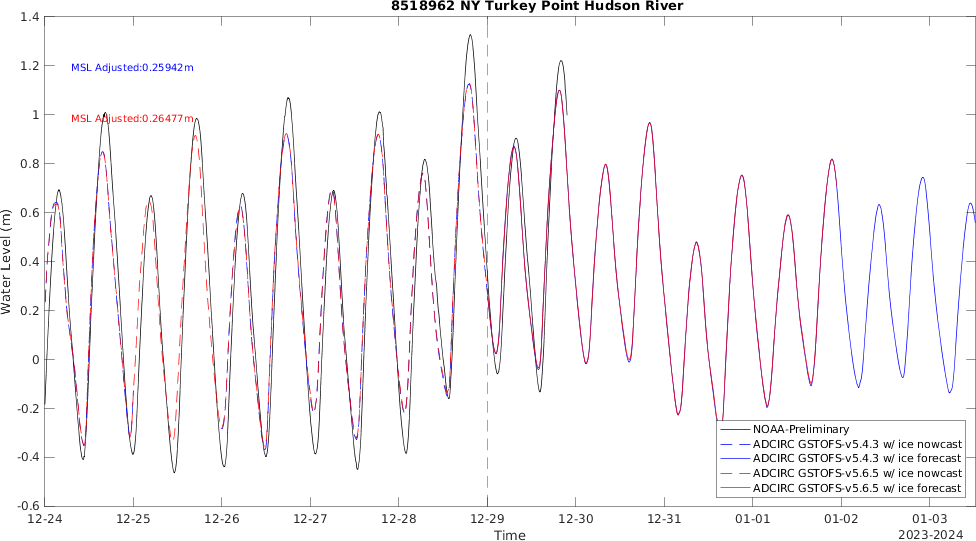 8518962 NY Turkey Point Hudson River
Water Level (m)
1.4
1.2
1
0.8
0.6
0.4
0.2
0
-0.2
-0.4
-0.6
MSL Adjusted:0.25942m
MSL Adjusted:0.26477m
NOAA-Preliminary
ADCIRC GSTOFS-v5.4.3 w/ ice nowcast
ADCIRC GSTOFS-v5.4.3 w/ ice forecast
ADCIRC GSTOFS-v5.6.5 w/ ice nowcast
ADCIRC GSTOFS-v5.6.5 w/ ice forecast
12-24 12-25 12-26 12-27 12-28 12-29 12-30 12-31 01-01 01-02 01-03
Time
2023-2024